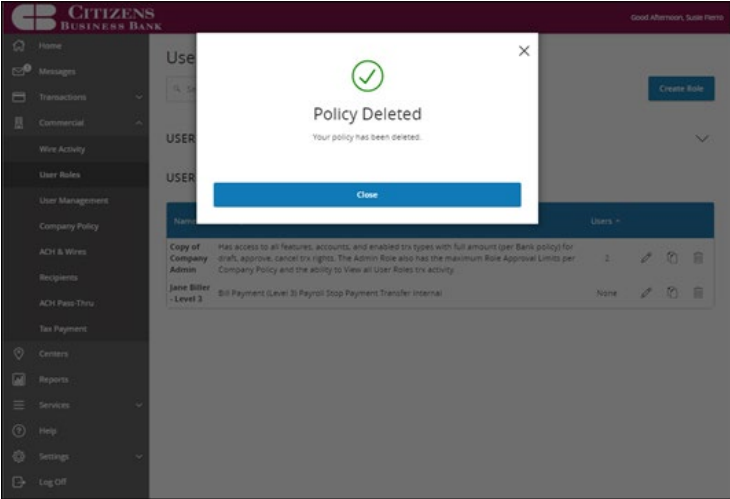 CB
CITIZENS
BUSINESS BANK
Good Afternoon, Susie Fierro
Home
Messages
Transactions
Commercial
Wire Activity
User Roles
User Management
Company Policy
ACH & Wires
Recipients
ACH Pass-Thru
Tax Payment
Centers
Reports
Services
Help
Settings
Log Off
Use
Create Role
USER
USER
Policy Deleted
Your policy has been deleted.
Close
Name
Users
Copy of Company Admin
Has access to all features, accounts, and enabled trx types with full amount (per Bank policy) for
draft, approve, cancel trx rights. The Admin Role also has the maximum Role Approval Limits per
Company Policy and the ability to View all User Roles trx activity.
2
Jane Biller
- Level 3
Bill Payment (Level 3) Payroll Stop Payment Transfer Internal
None